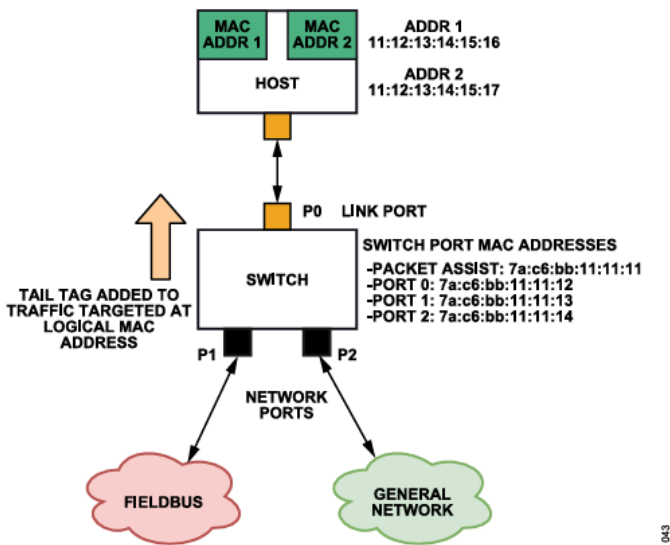 MAC
ADDR 1
MAC
ADDR 2
ADDR 1
11:12:13:14:15:16
HOST
ADDR 2
11:12:13:14:15:17
P0
LINK PORT
SWITCH
SWITCH PORT MAC ADDRESSES
-PACKET ASSIST: 7a:c6:bb:11:11:11
-PORT 0: 7a:c6:bb:11:11:12
-PORT 1: 7a:c6:bb:11:11:13
-PORT 2: 7a:c6:bb:11:11:14
TAIL TAG ADDED TO
TRAFFIC TARGETED AT
LOGICAL MAC
ADDRESS
P1
P2
NETWORK
PORTS
FIELDBUS
GENERAL
NETWORK
043